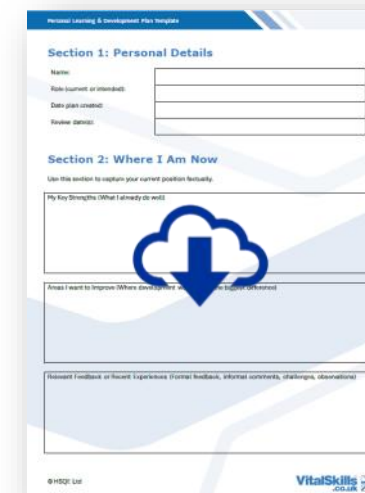 Personal Learning & Development Plan Template
Section 1: Personal Details
Name:
Role (current or intended):
Date plan created:
Review date(s):
Section 2: Where I Am Now
Use this section to capture your current position factually.
My Key Strengths (What I already do well)
Areas I want to Improve (Where development biggest difference)
Relevant Feedback or Recent Experiences (Formal feedback, informal comments, challenges, observations)
© HSQE Ltd
VitalSkills
.co.uk